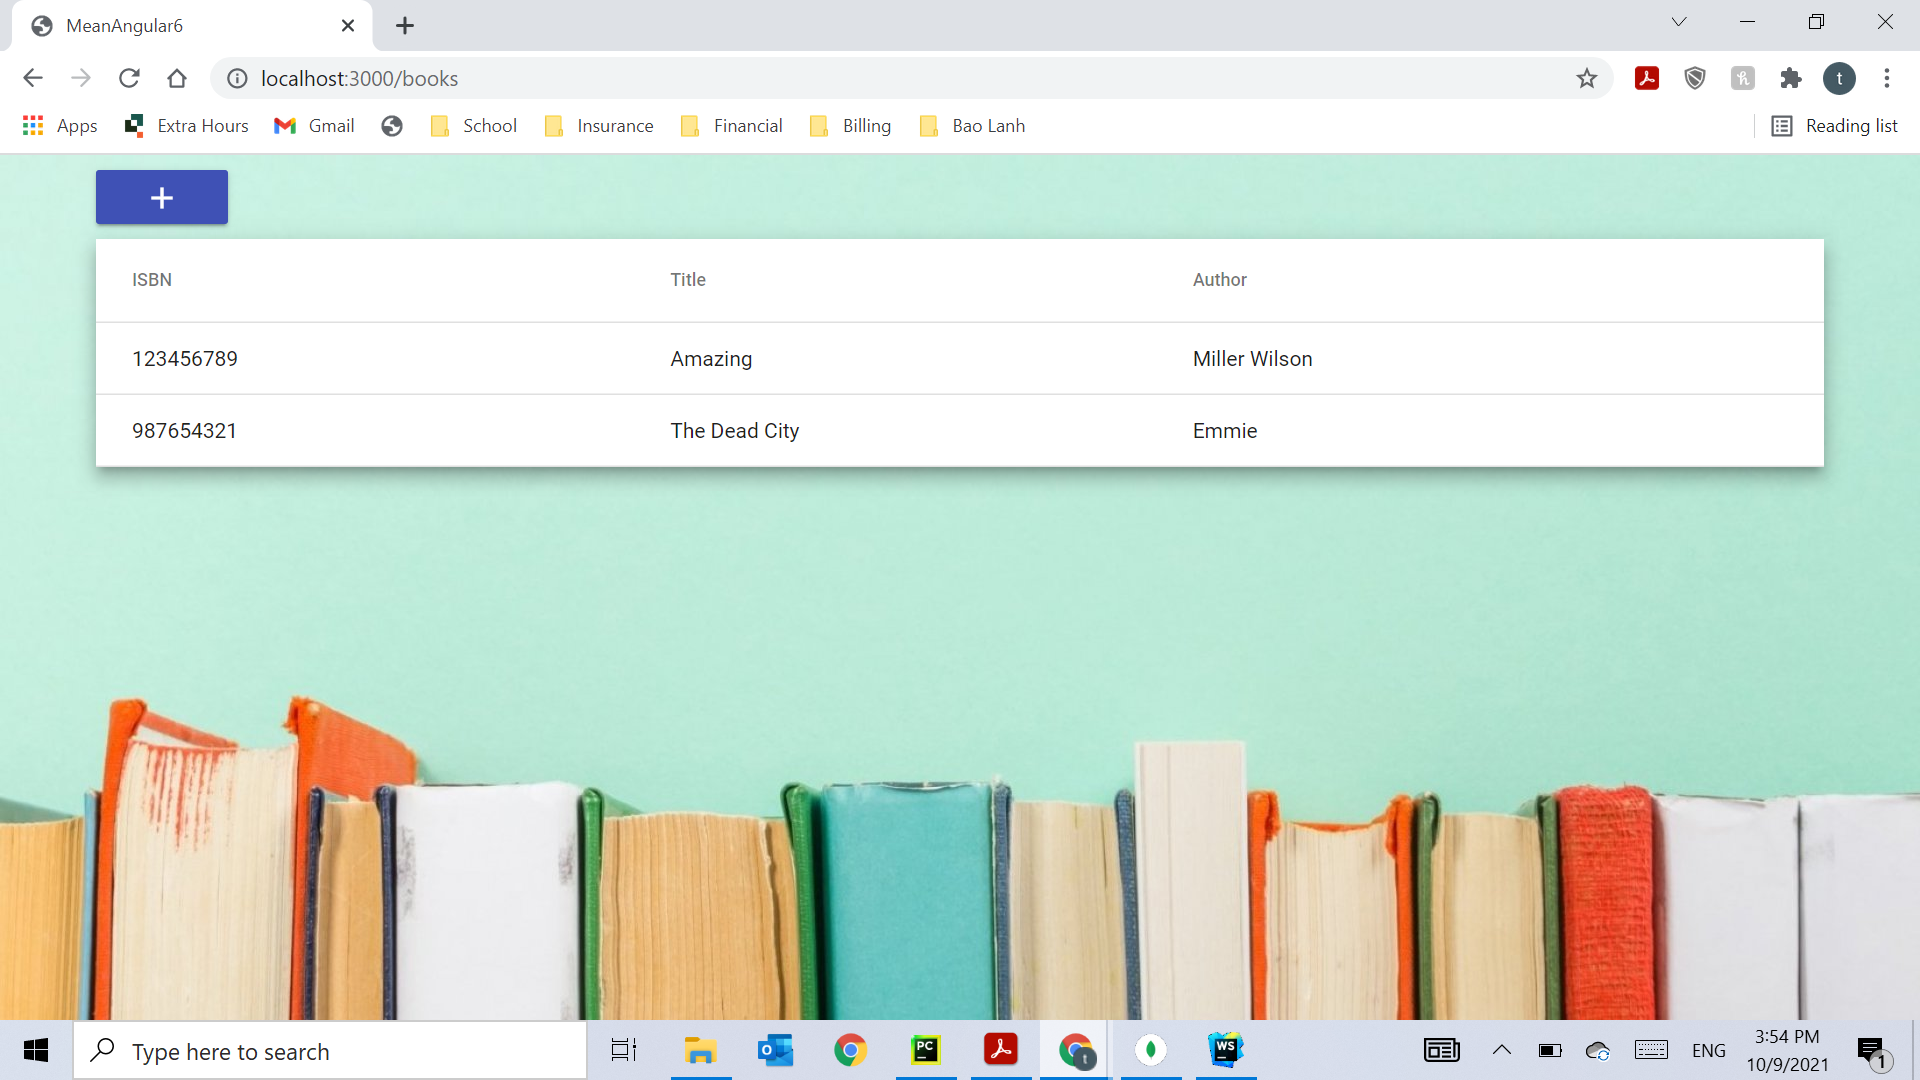 MeanAngular6
localhost:3000/books
Apps Extra Hours Gmail School Insurance Financial Billing Bao Lanh Reading list
ISBN Title Author
123456789 Amazing Miller Wilson
987654321 The Dead City Emmie
Type here to search
PC
WS
t
t
ENG
3:54 PM
10/9/2021
1